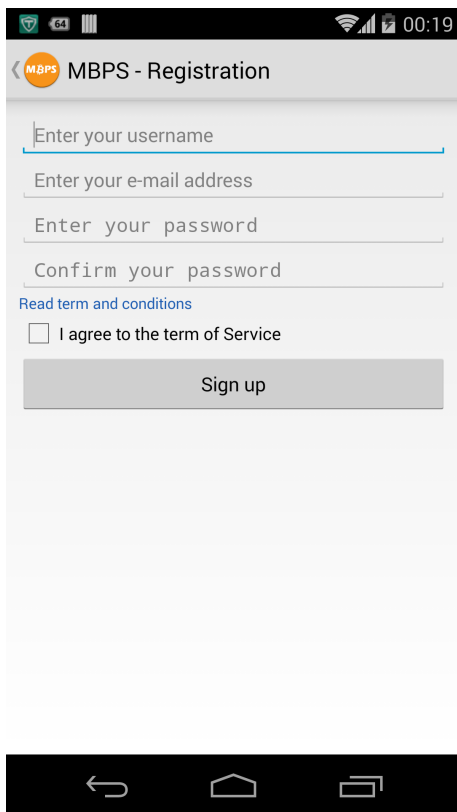 64
00:19
MBPS
MBPS - Registration
Enter your username
Enter your e-mail address
Enter your password
Confirm your password
Read term and conditions
I agree to the term of Service
Sign up